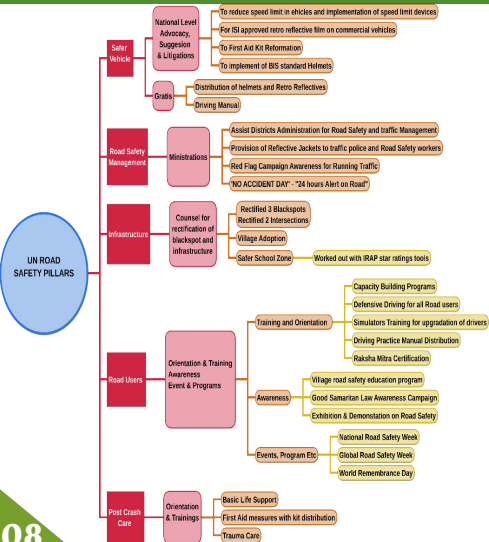 UN ROAD
SAFETY PILLARS
Safer
Vehicle
National Level
Advocacy,
Suggesion
& Litigations
To reduce speed limit in ehicles and implementation of speed limit devices
For ISI approved retro reflective film on commercial vehicles
To First Aid Kit Reformation
To implement of BIS standard Helmets
Gratis
Distribution of helmets and Retro Reflectives
Driving Manual
Road Safety
Management
Ministrations
Assist Districts Administration for Road Safety and traffic Management
Provision of Reflective Jackets to traffic police and Road Safety workers
Red Flag Campaign Awareness for Running Traffic
'NO ACCIDENT DAY' - "24 hours Alert on Road"
Infrastructure
Counsel for
rectification of
blackspot and
infrastructure
Rectified 3 Blackspots
Rectified 2 Intersections
Village Adoption
Safer School Zone
Worked out with IRAP star ratings tools
Road Users
Orientation & Training
Awareness
Event & Programs
Training and Orientation
Capacity Building Programs
Defensive Driving for all Road users
Simulators Training for upgradation of drivers
Driving Practice Manual Distribution
Raksha Mitra Certification
Awareness
Village road safety education program
Good Samaritan Law Awareness Campaign
Exhibition & Demonstation on Road Safety
Events, Program Etc
National Road Safety Week
Global Road Safety Week
World Remembrance Day
Post Crash
Care
Orientation
& Trainings
Basic Life Support
First Aid measures with kit distribution
Trauma Care
08